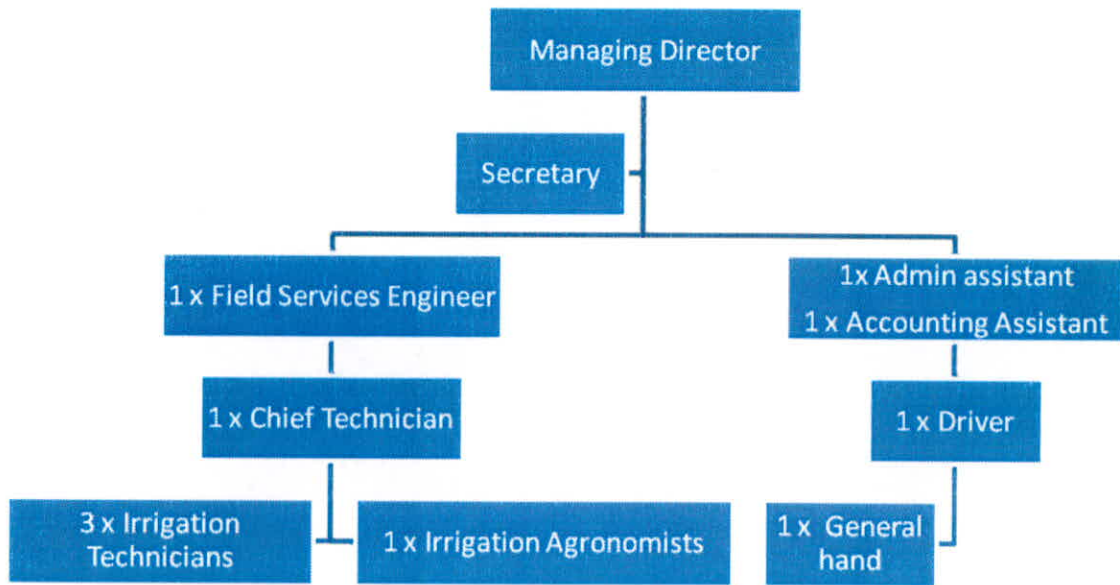 Managing Director
Secretary
1 x Field Services Engineer
1x Admin assistant
1 x Accounting Assistant
1 x Chief Technician
1 x Driver
3 x Irrigation
Technicians
1 x Irrigation Agronomists
1 x General
hand